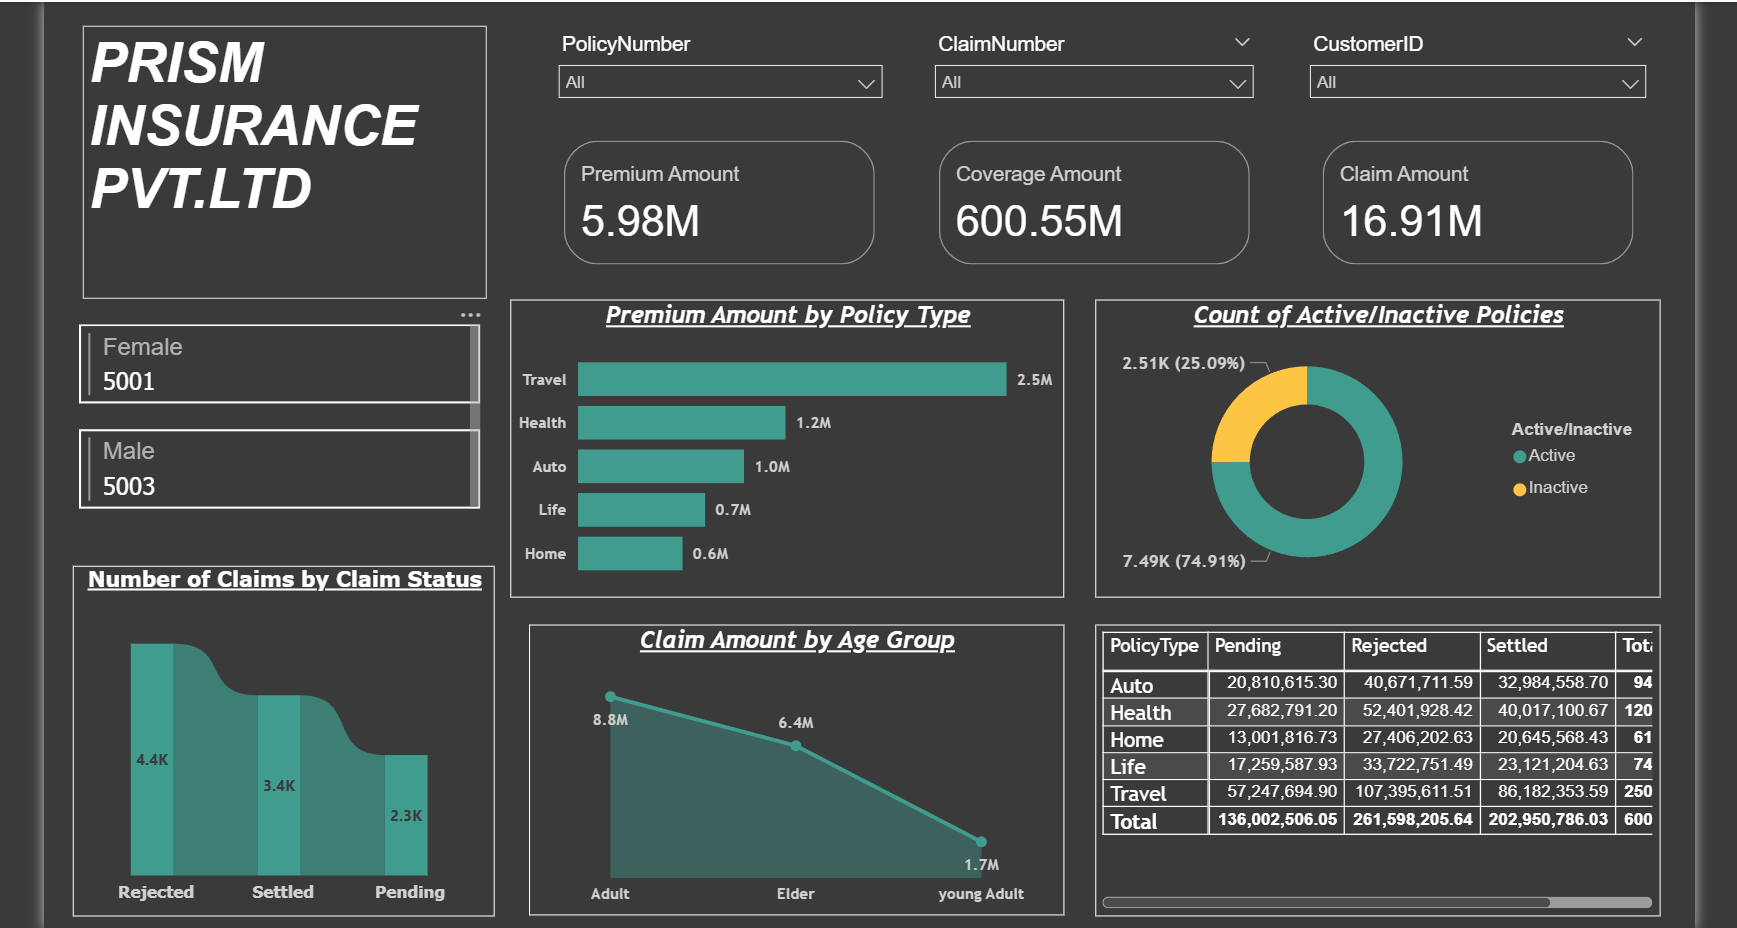 PRISM
INSURANCE
PVT.LTD
PolicyNumber
All
ClaimNumber
All
CustomerID
All
Premium Amount
5.98M
Coverage Amount
600.55M
Claim Amount
16.91M
Female
5001
Male
5003
Premium Amount by Policy Type
Travel 2.5M
Health 1.2M
Auto 1.0M
Life 0.7M
Home 0.6M
Count of Active/Inactive Policies
2.51K (25.09%)
7.49K (74.91%)
Active/Inactive
Active
Inactive
Number of Claims by Claim Status
4.4K
3.4K
2.3K
Rejected Settled Pending
Claim Amount by Age Group
8.8M
6.4M
1.7M
Adult Elder young Adult
PolicyType Pending Rejected Settled
Auto 20,810,615.30 40,671,711.59 32,984,558.70 94
Health 27,682,791.20 52,401,928.42 40,017,100.67 120
Home 13,001,816.73 27,406,202.63 20,645,568.43 61
Life 17,259,587.93 33,722,751.49 23,121,204.63 74
Travel 57,247,694.90 107,395,611.51 86,182,353.59 250
Total 136,002,506.05 261,598,205.64 202,950,786.03 600